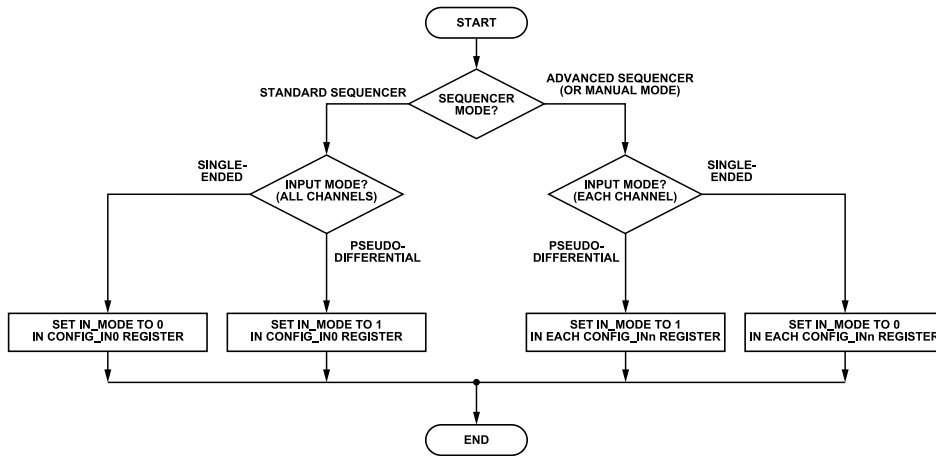 START
STANDARD SEQUENCER
SEQUENCER
MODE?
ADVANCED SEQUENCER
(OR MANUAL MODE)
SINGLE-
ENDED
INPUT MODE?
(ALL CHANNELS)
INPUT MODE?
(EACH CHANNEL)
SINGLE-
ENDED
PSEUDO-
DIFFERENTIAL
PSEUDO-
DIFFERENTIAL
SET IN_MODE TO 0
IN CONFIG_IN0 REGISTER
SET IN_MODE TO 1
IN CONFIG_IN0 REGISTER
SET IN_MODE TO 1
IN EACH CONFIG_INn REGISTER
SET IN_MODE TO 0
IN EACH CONFIG_INn REGISTER
END